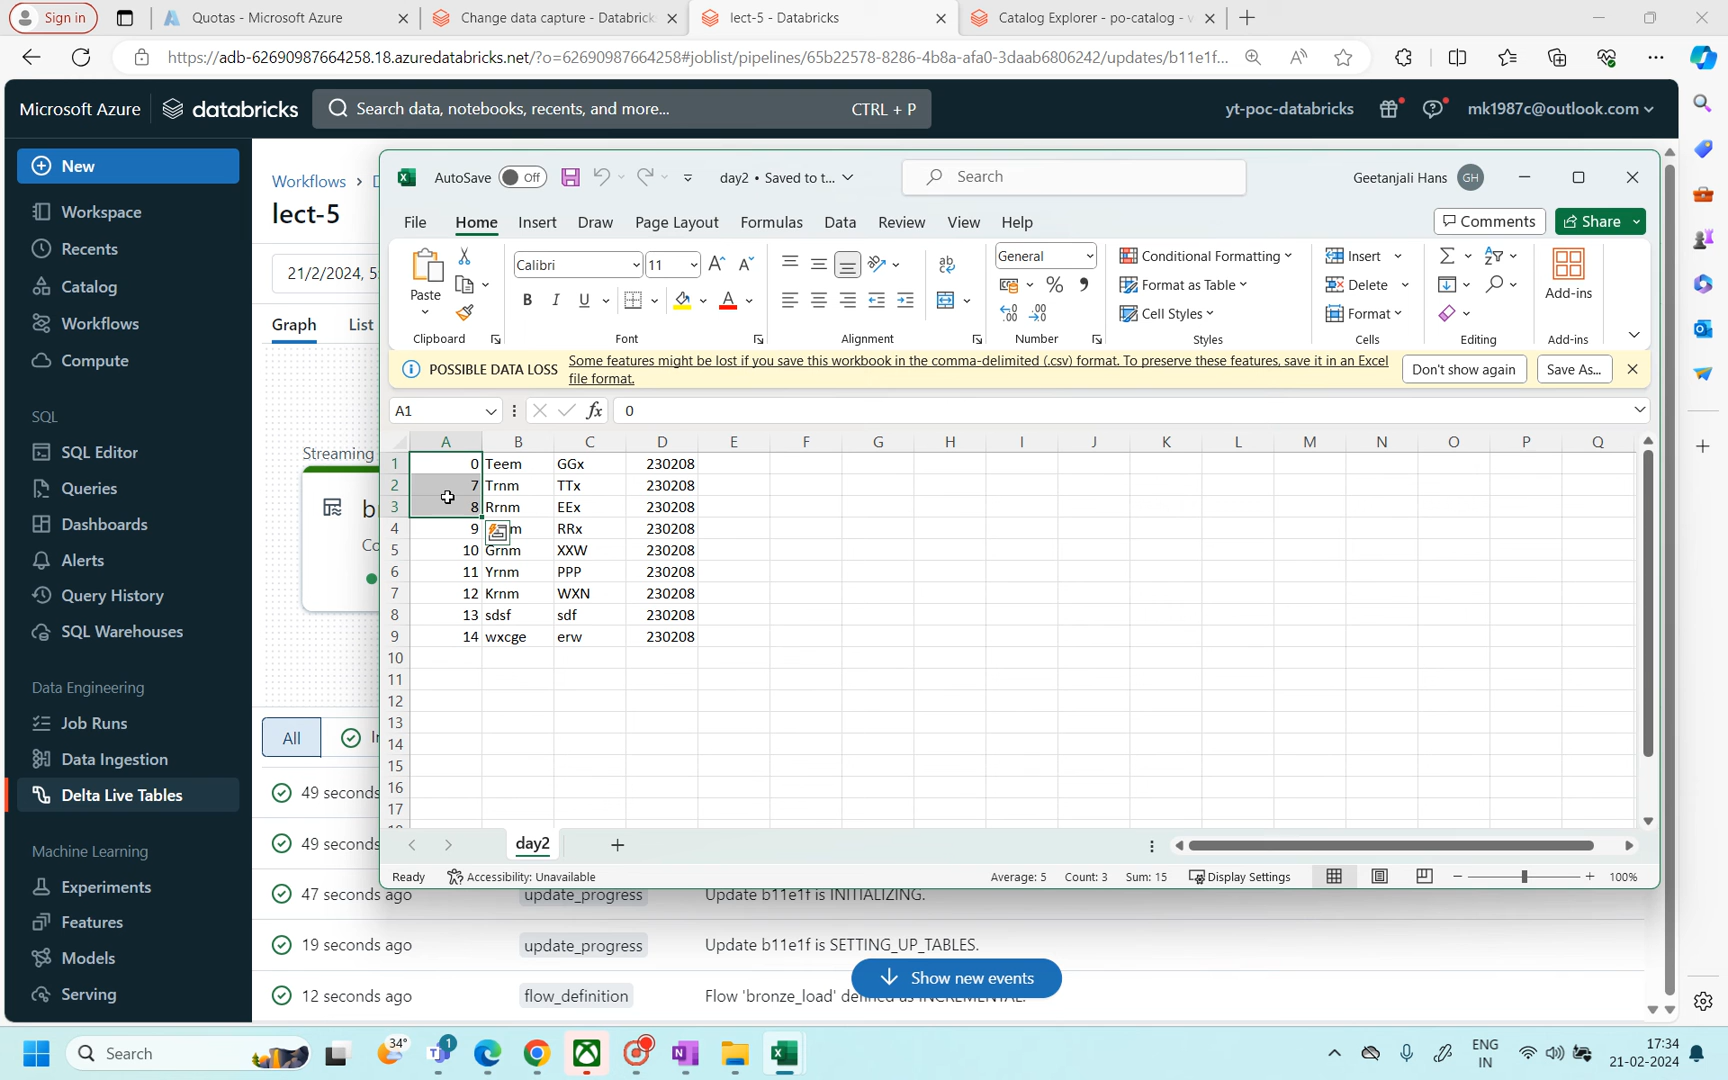 Sign in
Quotas - Microsoft Azure
Change data capture - Databrick
lect-5 - Databricks
Catalog Explorer - po-catalog - v
https://adb-62690987664258.18.azuredatabricks.net/?o=62690987664258#joblist/pipelines/65b22578-8286-4b8a-afa0-3daab6806242/updates/b11e1f...
Microsoft Azure databricks
Search data, notebooks, recents, and more... CTRL + P
yt-poc-databricks
mk1987c@outlook.com
New
Workspace
Recents
Catalog
Workflows
Compute
SQL
SQL Editor
Queries
Dashboards
Alerts
Query History
SQL Warehouses
Data Engineering
Job Runs
Data Ingestion
Delta Live Tables
Machine Learning
Experiments
Features
Models
Serving
Workflows ›
lect-5
21/2/2024, 5:
Graph List
Streaming
All
AutoSave Off day2 • Saved to t... Search Geetanjali Hans GH
File Home Insert Draw Page Layout Formulas Data Review View Help Comments Share
Paste
Calibri 11
B I U
ab
General
% ,
Conditional Formatting
Format as Table
Cell Styles
Insert
Delete
Format
Add-ins
Clipboard Font Alignment Number Styles Cells Editing Add-ins
POSSIBLE DATA LOSS Some features might be lost if you save this workbook in the comma-delimited (.csv) format. To preserve these features, save it in an Excel file format. Don't show again Save As...
A1 fx 0
A B C D E F G H I J K L M N O P Q
1 0 Teem GGx 230208
2 7 Trnm TTx 230208
3 8 Rrnm EEx 230208
4 9 m RRx 230208
5 10 Grnm XXW 230208
6 11 Yrnm PPP 230208
7 12 Krnm WXN 230208
8 13 sdsf sdf 230208
9 14 wxcge erw 230208
10
11
12
13
14
15
16
17
day2
Ready Accessibility: Unavailable Average: 5 Count: 3 Sum: 15 Display Settings 100%
49 seconds
49 seconds
47 seconds ago update_progress Update b11e1f is INITIALIZING.
19 seconds ago update_progress Update b11e1f is SETTING_UP_TABLES.
Show new events
12 seconds ago flow_definition Flow 'bronze_load' defined as INCREMENTAL.
Search
34°
1
ENG
IN
17:34
21-02-2024